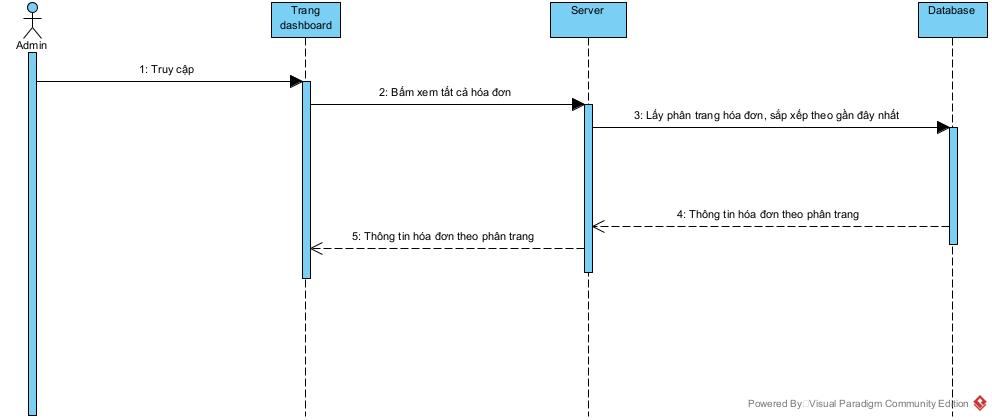 Admin
Trang
dashboard
Server
Database
1: Truy cập
2: Bấm xem tất cả hóa đơn
3: Lấy phân trang hóa đơn, sắp xếp theo gần đây nhất
4: Thông tin hóa đơn theo phân trang
5: Thông tin hóa đơn theo phân trang
Powered By Visual Paradigm Community Edition